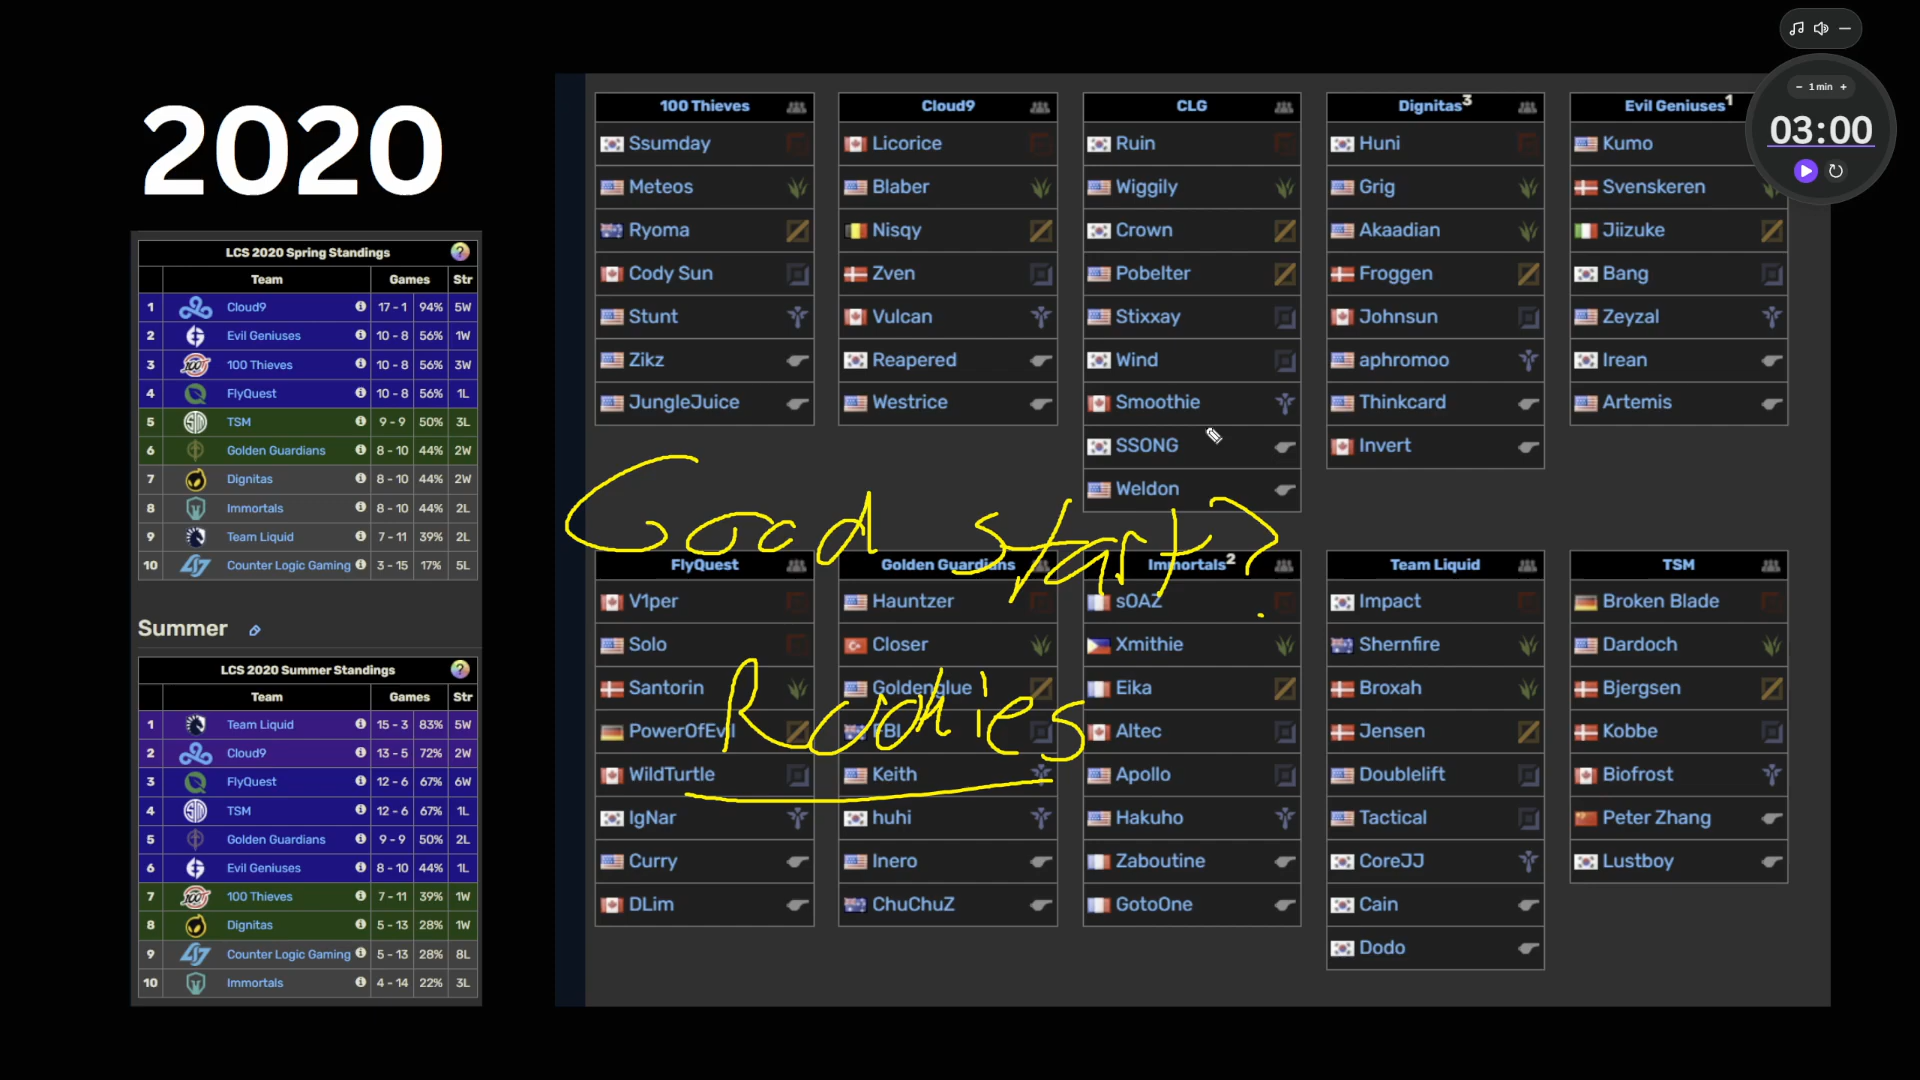 2020
LCS 2020 Spring Standings ?
Team Games Str
1 Cloud9 17 - 1 94% 5W
2 Evil Geniuses 10 - 8 56% 1W
3 100 Thieves 10 - 8 56% 3W
4 FlyQuest 10 - 8 56% 1L
5 TSM 9 - 9 50% 3L
6 Golden Guardians 8 - 10 44% 2W
7 Dignitas 8 - 10 44% 2W
8 Immortals 8 - 10 44% 2L
9 Team Liquid 7 - 11 39% 2L
10 Counter Logic Gaming 3 - 15 17% 5L
Summer
LCS 2020 Summer Standings ?
Team Games Str
1 Team Liquid 15 - 3 83% 5W
2 Cloud9 13 - 5 72% 2W
3 FlyQuest 12 - 6 67% 6W
4 TSM 12 - 6 67% 1L
5 Golden Guardians 9 - 9 50% 2L
6 Evil Geniuses 8 - 10 44% 1L
7 100 Thieves 7 - 11 39% 1W
8 Dignitas 5 - 13 28% 1W
9 Counter Logic Gaming 5 - 13 28% 8L
10 Immortals 4 - 14 22% 3L
100 Thieves
Ssumday
Meteos
Ryoma
Cody Sun
Stunt
Zikz
JungleJuice
Cloud9
Licorice
Blaber
Nisqy
Zven
Vulcan
Reapered
Westrice
CLG
Ruin
Wiggily
Crown
Pobelter
Stixxay
Wind
Smoothie
SSONG
Weldon
Dignitas3
Huni
Grig
Akaadian
Froggen
Johnsun
aphromoo
Thinkcard
Invert
Evil Geniuses1
Kumo
Svenskeren
Jiizuke
Bang
Zeyzal
Irean
Artemis
Good start?
Rookies
FlyQuest
V1per
Solo
Santorin
PowerOfEvil
WildTurtle
IgNar
Curry
DLim
Golden Guardians
Hauntzer
Closer
Goldenglue
FBI
Keith
huhi
Inero
ChuChuZ
Immortals2
sOAZ
Xmithie
Eika
Altec
Apollo
Hakuho
Zaboutine
GotoOne
Team Liquid
Impact
Shernfire
Broxah
Jensen
Doublelift
Tactical
CoreJJ
Cain
Dodo
TSM
Broken Blade
Dardoch
Bjergsen
Kobbe
Biofrost
Peter Zhang
Lustboy
- 1 min +
03:00